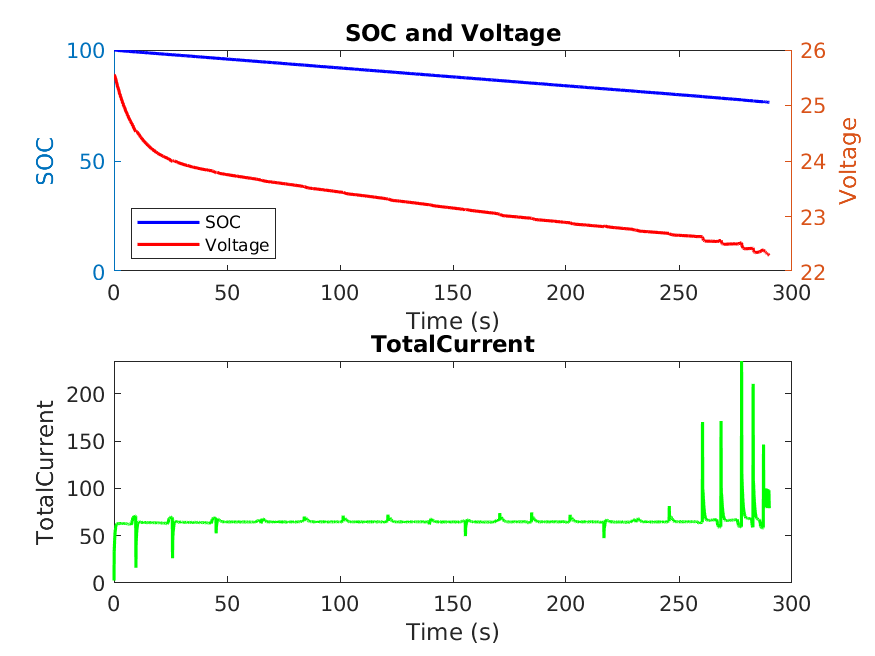 SOC and Voltage
100
50
0
SOC
26
25
24
23
22
Voltage
SOC
Voltage
0 50 100 150 200 250 300
Time (s)
TotalCurrent
200
150
100
50
0
TotalCurrent
0 50 100 150 200 250 300
Time (s)